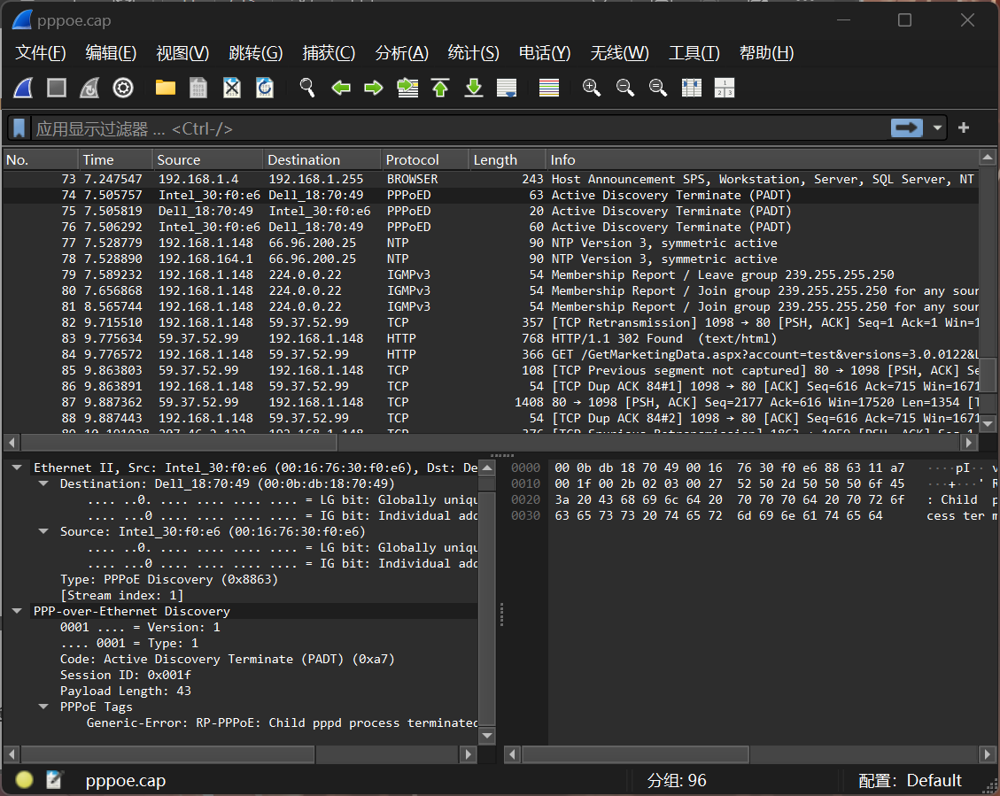 pppoe.cap
文件(F) 编辑(E) 视图(V) 跳转(G) 捕获(C) 分析(A) 统计(S) 电话(Y) 无线(W) 工具(T) 帮助(H)
应用显示过滤器 … <Ctrl-/>
No. Time Source Destination Protocol Length Info
73 7.247547 192.168.1.4 192.168.1.255 BROWSER 243 Host Announcement SPS, Workstation, Server, SQL Server, NT
74 7.505757 Intel_30:f0:e6 Dell_18:70:49 PPPoED 63 Active Discovery Terminate (PADT)
75 7.505819 Dell_18:70:49 Intel_30:f0:e6 PPPoED 20 Active Discovery Terminate (PADT)
76 7.506292 Intel_30:f0:e6 Dell_18:70:49 PPPoED 60 Active Discovery Terminate (PADT)
77 7.528779 192.168.1.148 66.96.200.25 NTP 90 NTP Version 3, symmetric active
78 7.528890 192.168.164.1 66.96.200.25 NTP 90 NTP Version 3, symmetric active
79 7.589232 192.168.1.148 224.0.0.22 IGMPv3 54 Membership Report / Leave group 239.255.255.250
80 7.656868 192.168.1.148 224.0.0.22 IGMPv3 54 Membership Report / Join group 239.255.255.250 for any sour
81 8.565744 192.168.1.148 224.0.0.22 IGMPv3 54 Membership Report / Join group 239.255.255.250 for any sour
82 9.715510 192.168.1.148 59.37.52.99 TCP 357 [TCP Retransmission] 1098 → 80 [PSH, ACK] Seq=1 Ack=1 Win=1
83 9.775634 59.37.52.99 192.168.1.148 HTTP 768 HTTP/1.1 302 Found (text/html)
84 9.776572 192.168.1.148 59.37.52.99 HTTP 366 GET /GetMarketingData.aspx?account=test&versions=3.0.0122&L
85 9.863803 59.37.52.99 192.168.1.148 TCP 108 [TCP Previous segment not captured] 80 → 1098 [PSH, ACK] Se
86 9.863891 192.168.1.148 59.37.52.99 TCP 54 [TCP Dup ACK 84#1] 1098 → 80 [ACK] Seq=616 Ack=715 Win=1671
87 9.887362 59.37.52.99 192.168.1.148 TCP 1408 80 → 1098 [PSH, ACK] Seq=2177 Ack=616 Win=17520 Len=1354 [T
88 9.887443 192.168.1.148 59.37.52.99 TCP 54 [TCP Dup ACK 84#2] 1098 → 80 [ACK] Seq=616 Ack=715 Win=1671
Ethernet II, Src: Intel_30:f0:e6 (00:16:76:30:f0:e6), Dst: De
Destination: Dell_18:70:49 (00:0b:db:18:70:49)
.... ..0. .... .... .... .... = LG bit: Globally uniqu
.... ...0 .... .... .... .... = IG bit: Individual add
Source: Intel_30:f0:e6 (00:16:76:30:f0:e6)
.... ..0. .... .... .... .... = LG bit: Globally uniqu
.... ...0 .... .... .... .... = IG bit: Individual add
Type: PPPoE Discovery (0x8863)
[Stream index: 1]
PPP-over-Ethernet Discovery
0001 .... = Version: 1
.... 0001 = Type: 1
Code: Active Discovery Terminate (PADT) (0xa7)
Session ID: 0x001f
Payload Length: 43
PPPoE Tags
Generic-Error: RP-PPPoE: Child pppd process terminated
0000 00 0b db 18 70 49 00 16 76 30 f0 e6 88 63 11 a7 ····pI·· v
0010 00 1f 00 2b 02 03 00 27 52 50 2d 50 50 50 6f 45 ···+···' R
0020 3a 20 43 68 69 6c 64 20 70 70 70 64 20 70 72 6f : Child p
0030 63 65 73 73 20 74 65 72 6d 69 6e 61 74 65 64 cess ter m
pppoe.cap 分组: 96 配置: Default